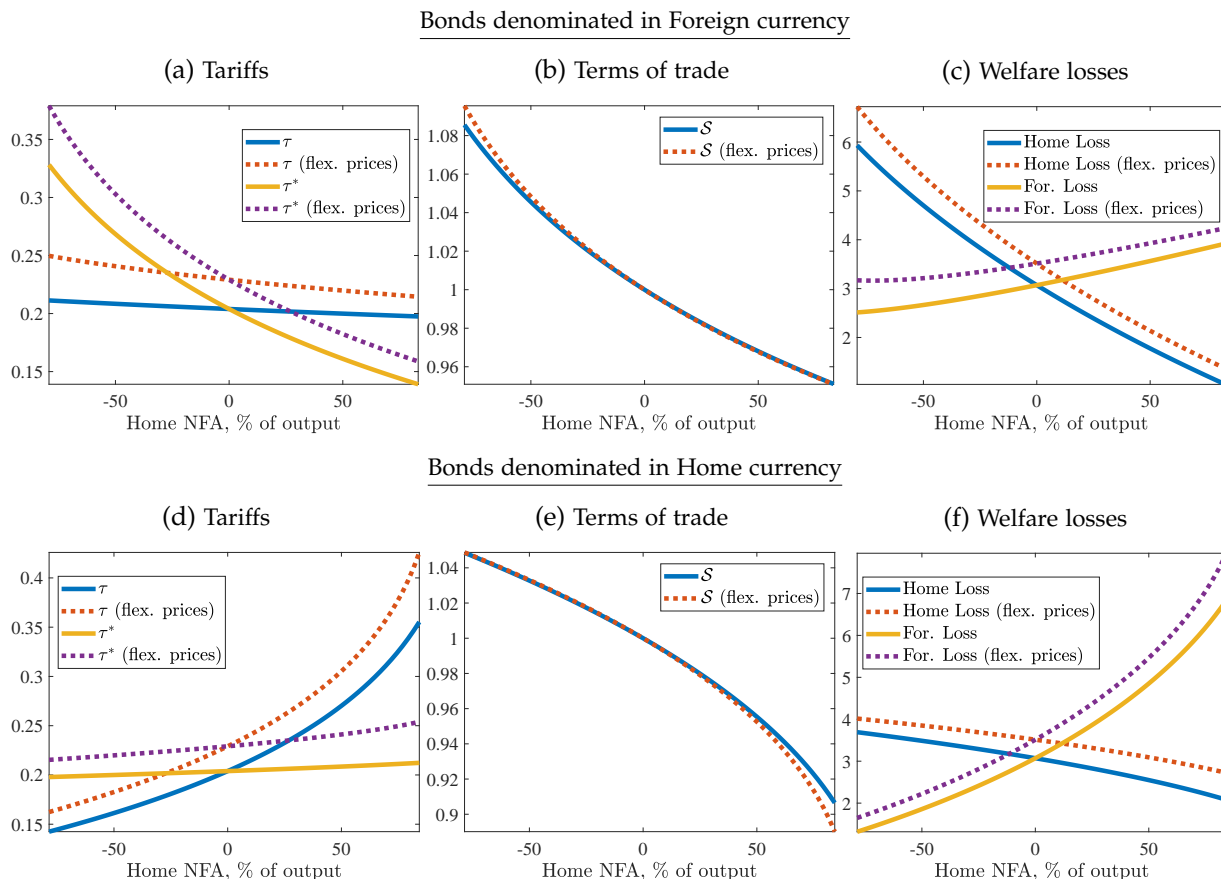 Bonds denominated in Foreign currency
(a) Tariffs
0.35
0.3
0.25
0.2
0.15
τ
τ (flex. prices)
τ*
τ* (flex. prices)
-50 0 50
Home NFA, % of output
(b) Terms of trade
1.08
1.06
1.04
1.02
1
0.98
0.96
𝒮
𝒮 (flex. prices)
-50 0 50
Home NFA, % of output
(c) Welfare losses
6
5
4
3
2
Home Loss
Home Loss (flex. prices)
For. Loss
For. Loss (flex. prices)
-50 0 50
Home NFA, % of output
Bonds denominated in Home currency
(d) Tariffs
0.4
0.35
0.3
0.25
0.2
0.15
τ
τ (flex. prices)
τ*
τ* (flex. prices)
-50 0 50
Home NFA, % of output
(e) Terms of trade
1.04
1.02
1
0.98
0.96
0.94
0.92
0.9
𝒮
𝒮 (flex. prices)
-50 0 50
Home NFA, % of output
(f) Welfare losses
7
6
5
4
3
2
Home Loss
Home Loss (flex. prices)
For. Loss
For. Loss (flex. prices)
-50 0 50
Home NFA, % of output